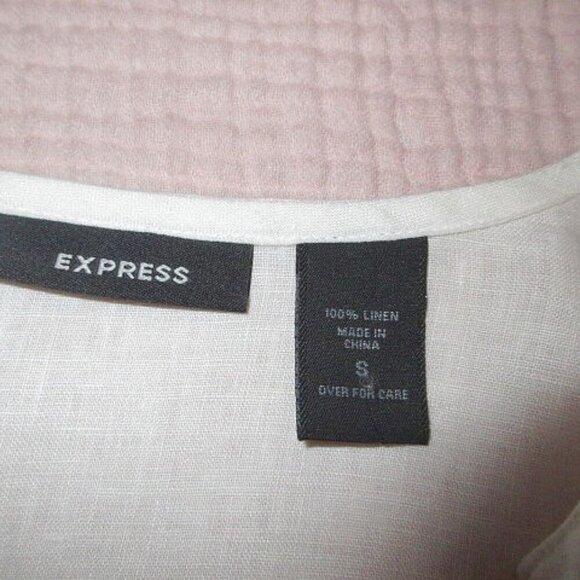 EXPRESS
100% LINEN
MADE IN
CHINA
S
OVER FOR CARE